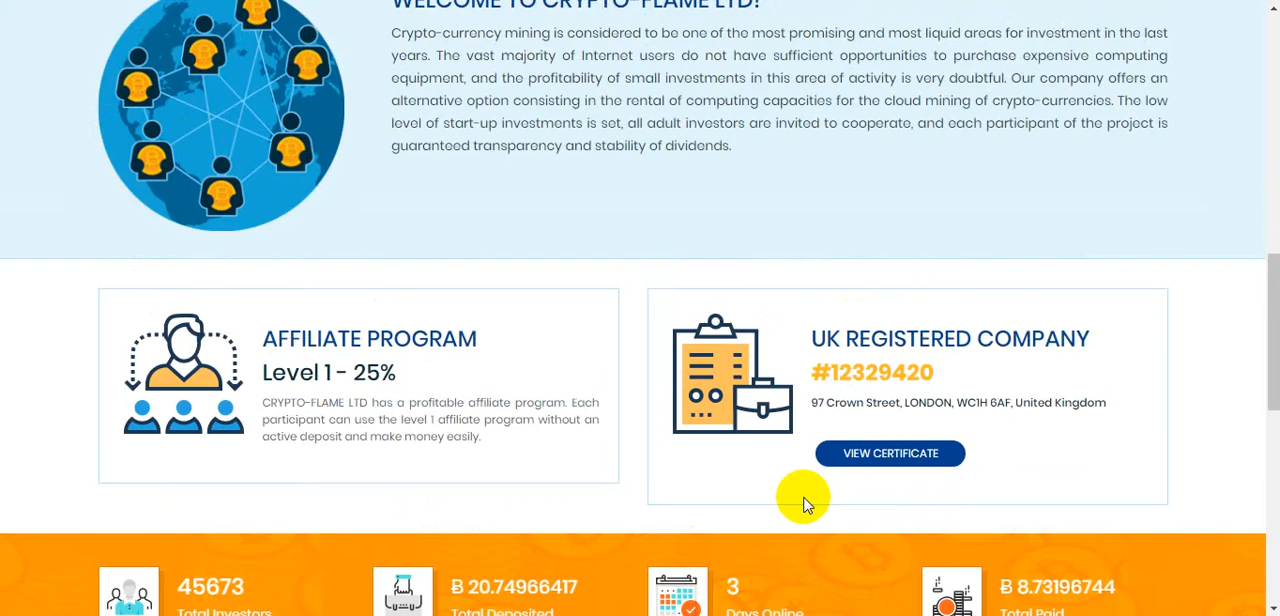 WELCOME TO CRYPTO-FLAME LTD!
Crypto-currency mining is considered to be one of the most promising and most liquid areas for investment in the last
years. The vast majority of Internet users do not have sufficient opportunities to purchase expensive computing
equipment, and the profitability of small investments in this area of activity is very doubtful. Our company offers an
alternative option consisting in the rental of computing capacities for the cloud mining of crypto-currencies. The low
level of start-up investments is set, all adult investors are invited to cooperate, and each participant of the project is
guaranteed transparency and stability of dividends.
AFFILIATE PROGRAM
Level 1 - 25%
CRYPTO-FLAME LTD has a profitable affiliate program. Each
participant can use the level 1 affiliate program without an
active deposit and make money easily.
UK REGISTERED COMPANY
#12329420
97 Crown Street, LONDON, WC1H 6AF, United Kingdom
VIEW CERTIFICATE
45673
Total Investors
Ƀ 20.74966417
Total Deposited
3
Days Online
Ƀ 8.73196744
Total Paid